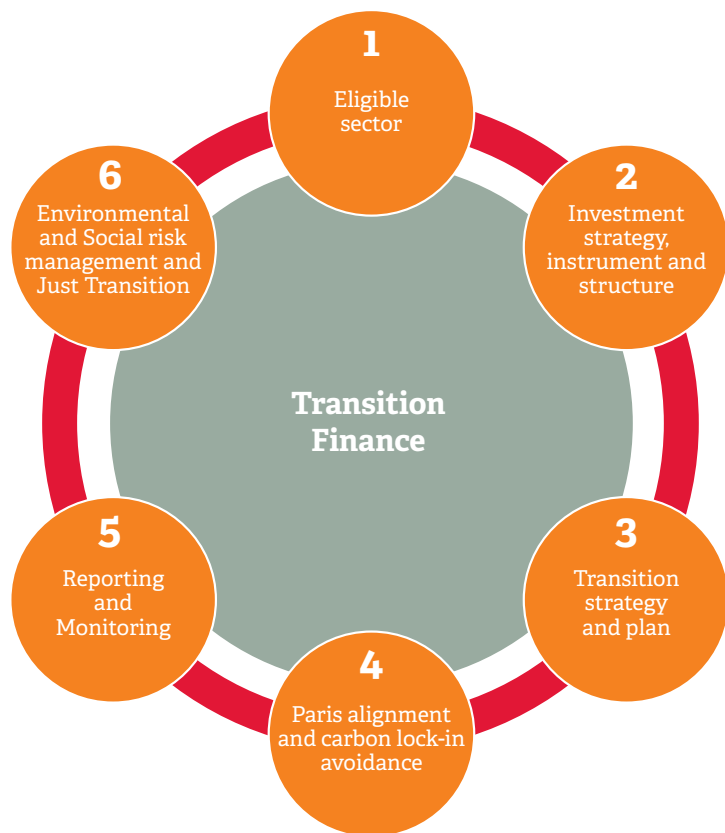 1
Eligible
sector
2
Investment
strategy,
instrument and
structure
3
Transition
strategy
and plan
4
Paris alignment
and carbon lock-in
avoidance
5
Reporting
and
Monitoring
6
Environmental
and Social risk
management and
Just Transition
Transition
Finance